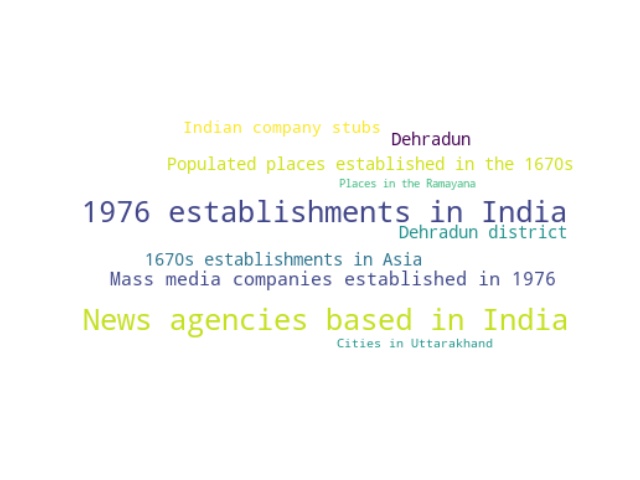 Indian company stubs
Dehradun
Populated places established in the 1670s
Places in the Ramayana
1976 establishments in India
Dehradun district
1670s establishments in Asia
Mass media companies established in 1976
News agencies based in India
Cities in Uttarakhand